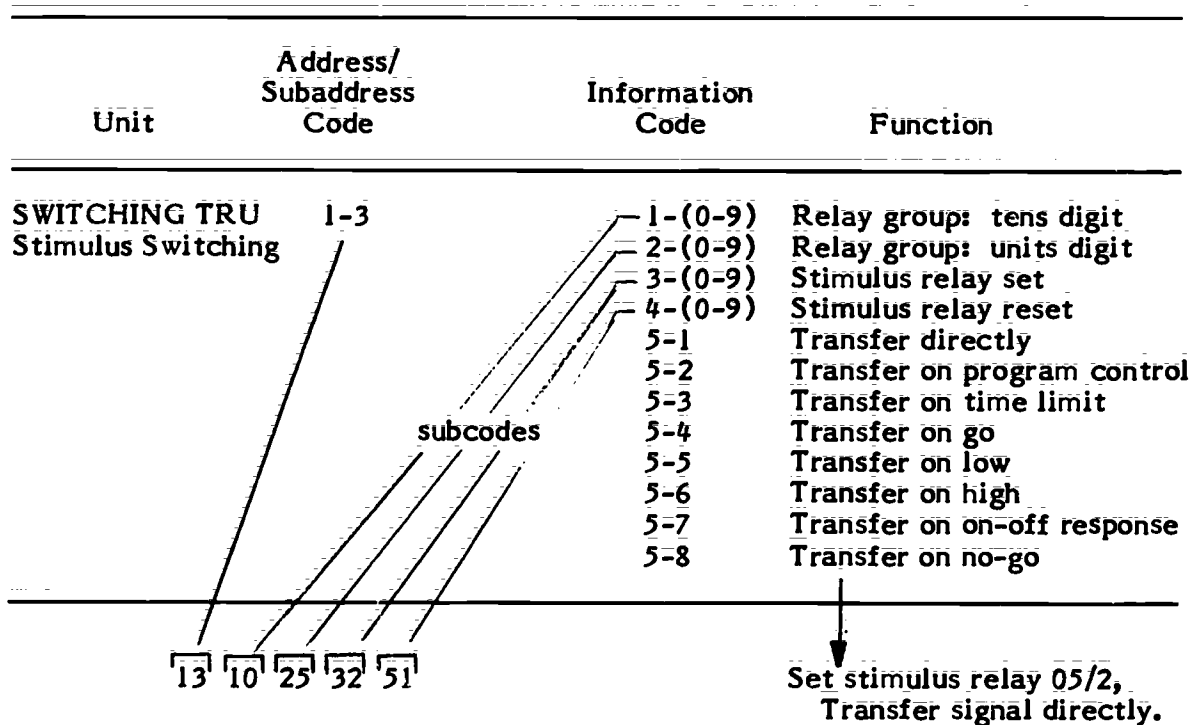 Unit Address/ Subaddress Code Information Code Function
SWITCHING TRU 1-3 1-(0-9) Relay group: tens digit
Stimulus Switching 2-(0-9) Relay group: units digit
3-(0-9) Stimulus relay set
4-(0-9) Stimulus relay reset
5-1 Transfer directly
5-2 Transfer on program control
5-3 Transfer on time limit
subcodes 5-4 Transfer on go
5-5 Transfer on low
5-6 Transfer on high
5-7 Transfer on on-off response
5-8 Transfer on no-go
13 10 25 32 51 Set stimulus relay 05/2,
Transfer signal directly.